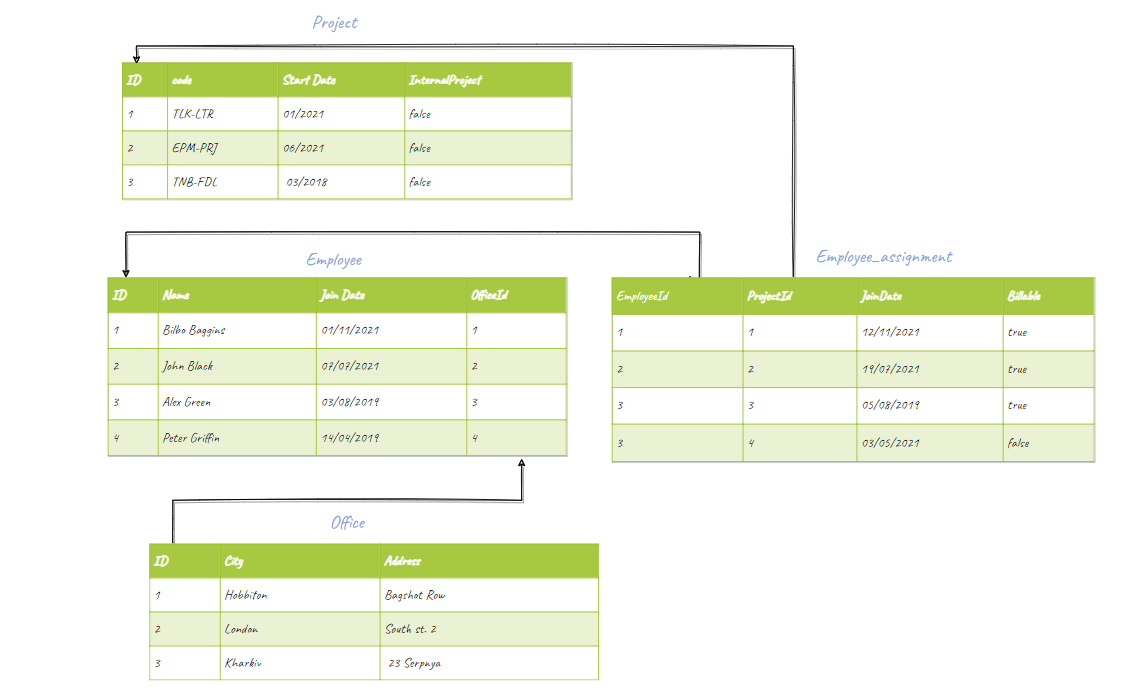 Project
ID code Start Date InternalProject
1 TLK-LTR 01/2021 false
2 EPM-PRJ 06/2021 false
3 TNB-FDL 03/2018 false
Employee
ID Name Join Date OfficeId
1 Bilbo Baggins 01/11/2021 1
2 John Black 07/07/2021 2
3 Alex Green 03/08/2019 3
4 Peter Griffin 14/04/2019 4
Employee_assignment
EmployeeId ProjectId JoinDate Billable
1 1 12/11/2021 true
2 2 19/07/2021 true
3 3 05/08/2019 true
3 4 03/05/2021 false
Office
ID City Address
1 Hobbiton Bagshot Row
2 London South st. 2
3 Kharkiv 23 Serpnya